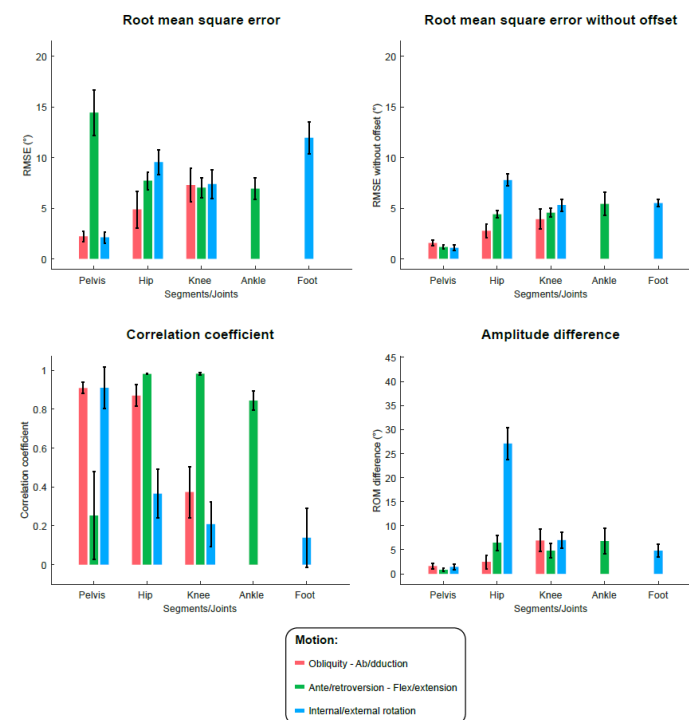 Root mean square error
20
15
10
5
0
RMSE (°)
Pelvis Hip Knee Ankle Foot
Segments/Joints
Root mean square error without offset
20
15
10
5
0
RMSE without offset (°)
Pelvis Hip Knee Ankle Foot
Segments/Joints
Correlation coefficient
1
0.8
0.6
0.4
0.2
0
Correlation coefficient
Pelvis Hip Knee Ankle Foot
Segments/Joints
Amplitude difference
45
40
35
30
25
20
15
10
5
0
ROM difference (°)
Pelvis Hip Knee Ankle Foot
Segments/Joints
Motion:
Obliquity - Ab/dduction
Ante/retroversion - Flex/extension
Internal/external rotation